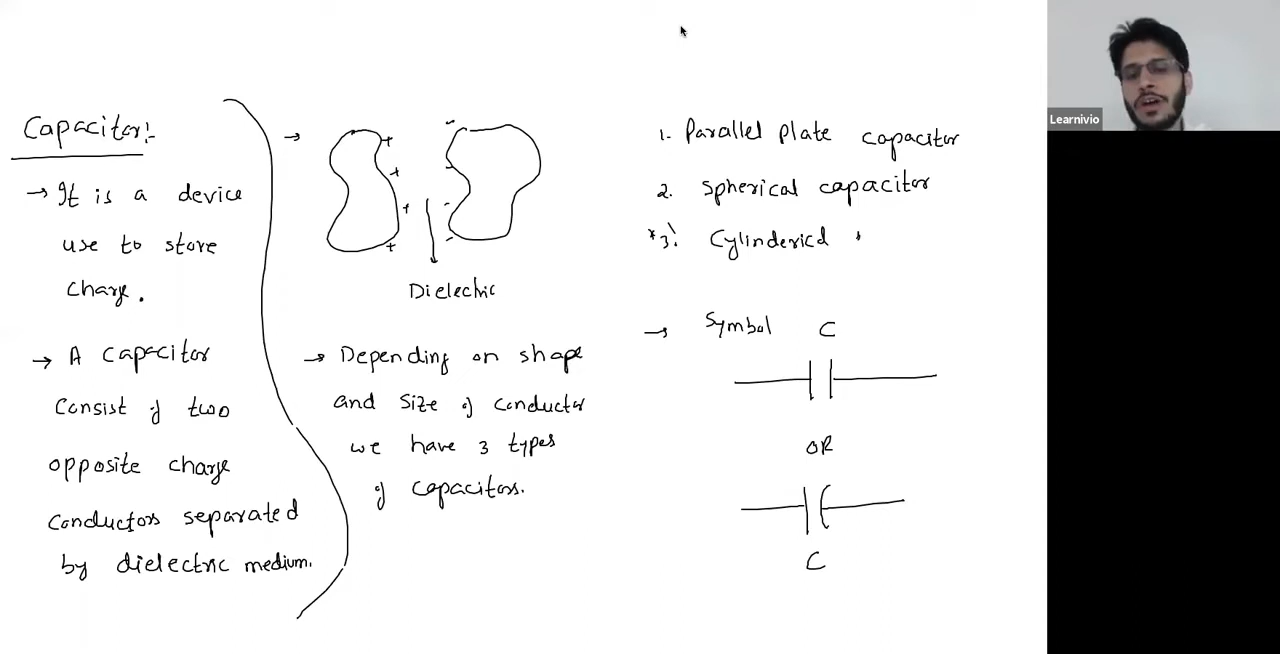 Capacitor:-
→ It is a device
use to store
charge.
→ A capacitor
consist of two
opposite charge
conductors separated
by dielectric medium.
→
+ + + +
- - - -
Dielectric
→ Depending on shape
and size of conductor
we have 3 types
of capacitors.
1. Parallel plate capacitor
2. Spherical capacitor
*3. Cylinderical "
→ Symbol C
OR
C
Learnivio